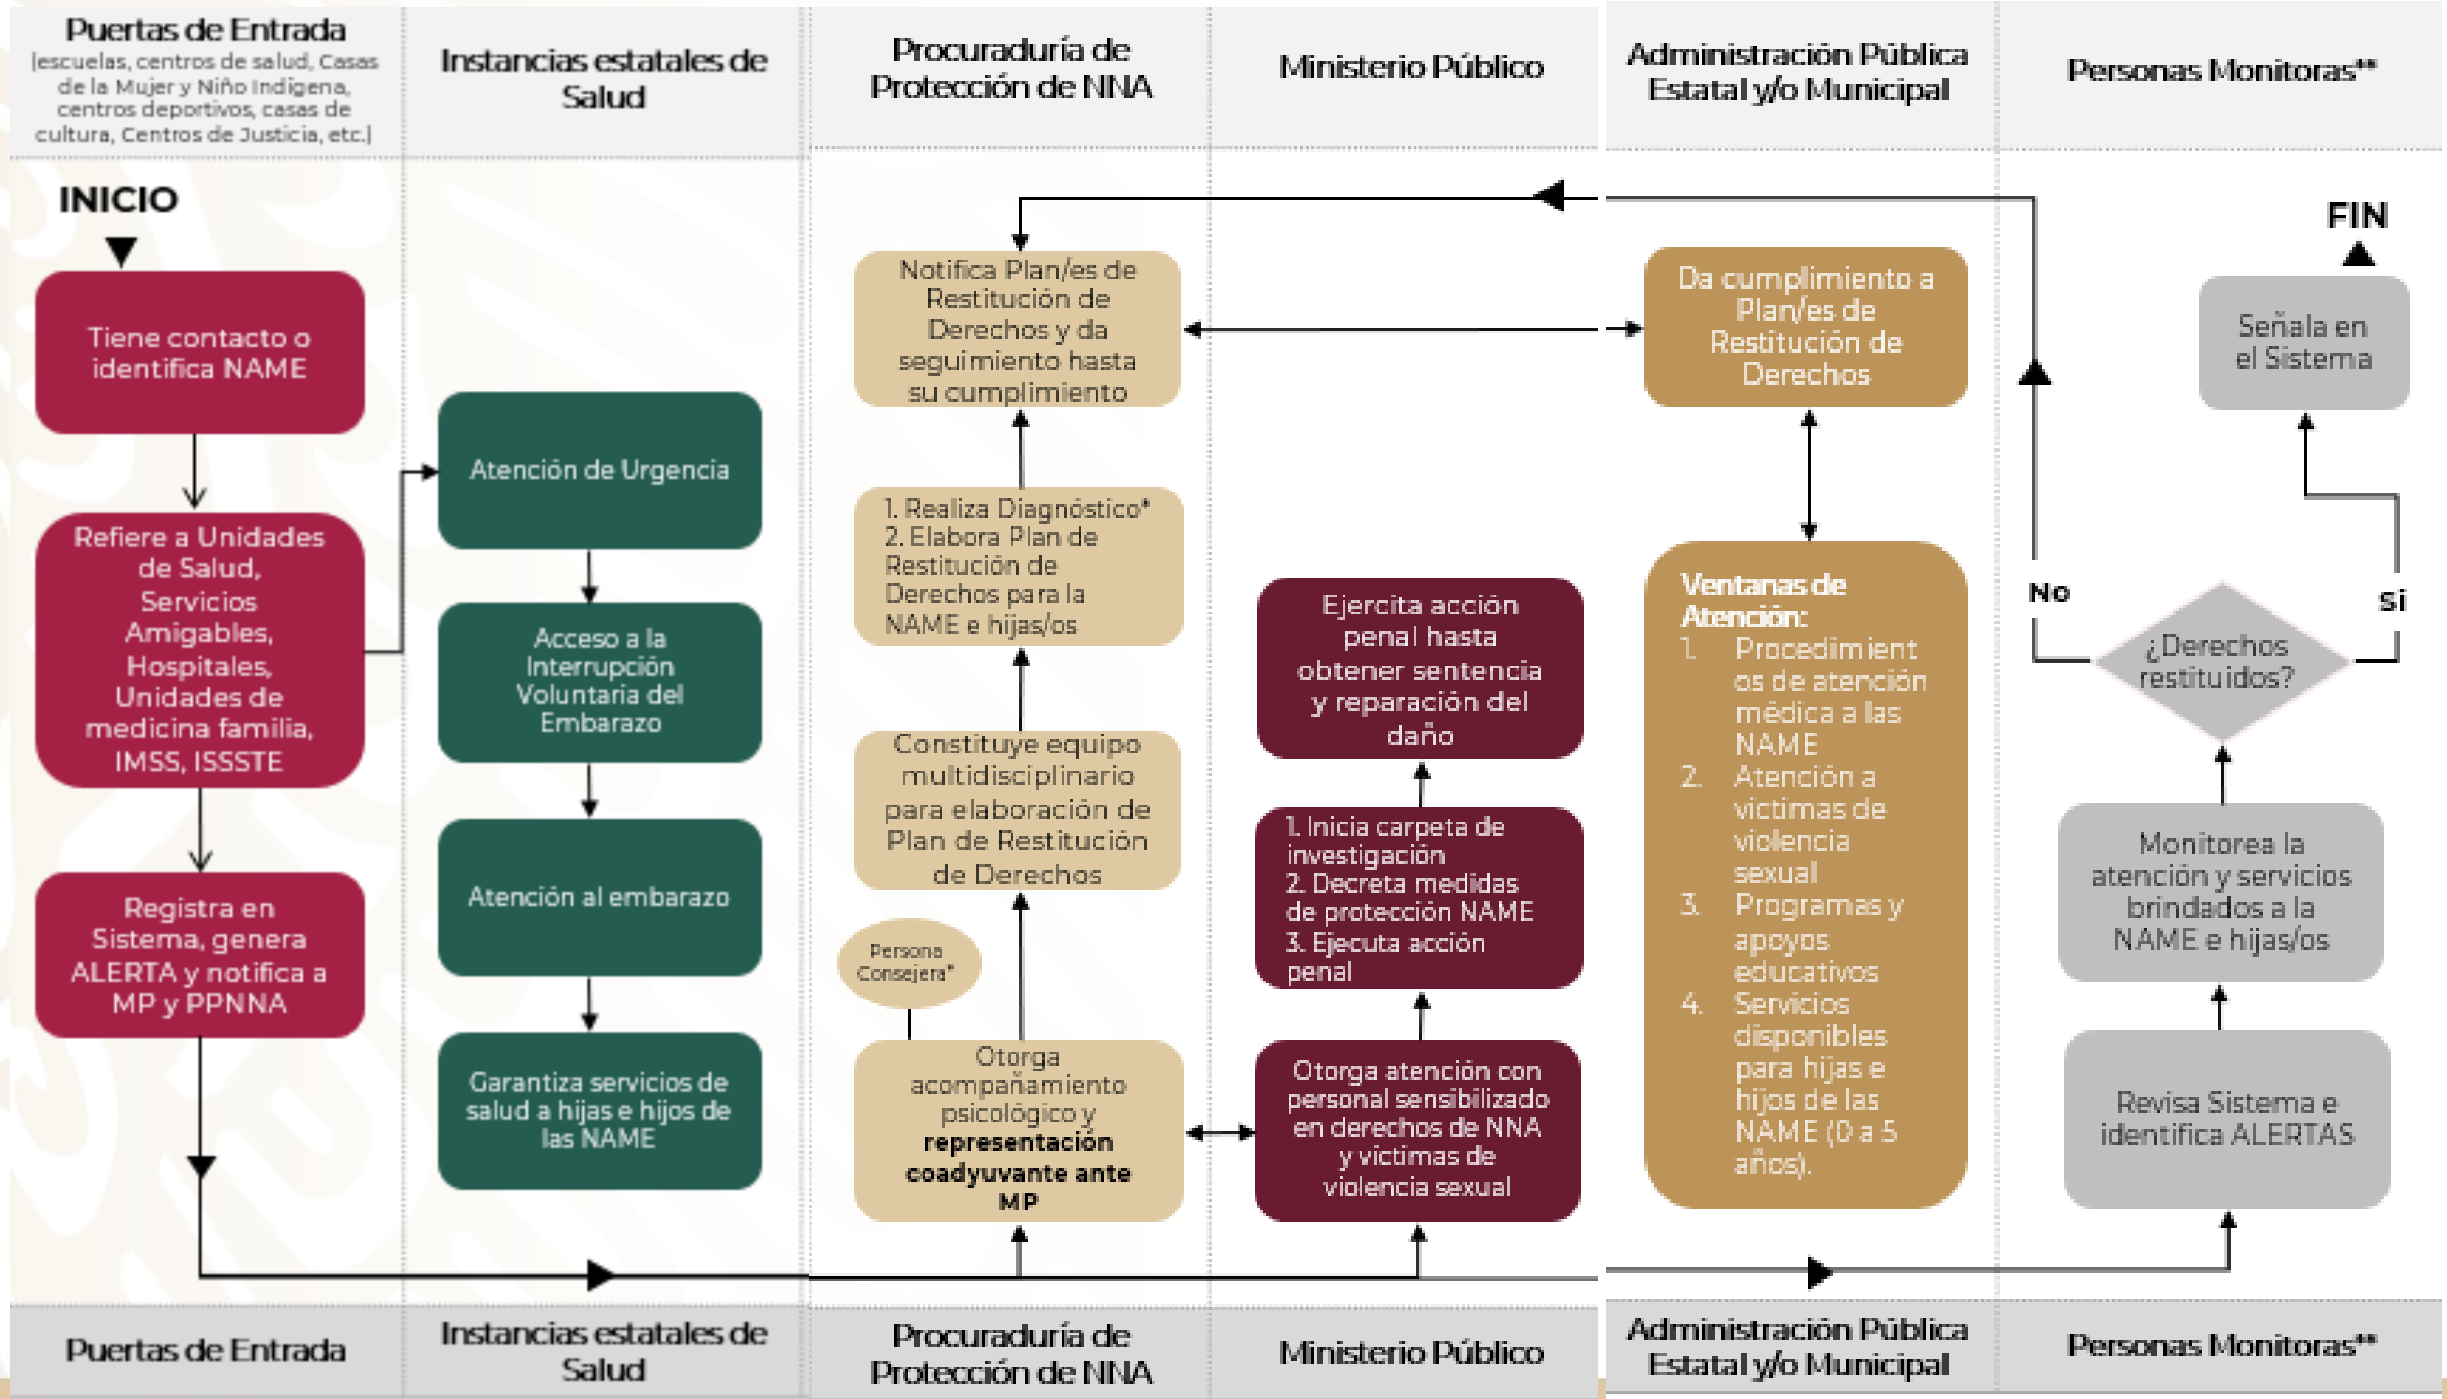 Puertas de Entrada
[escuelas, centros de salud, Casas
de la Mujer y Niño Indígena,
centros deportivos, casas de
cultura, Centros de Justicia, etc.]
Instancias estatales de
Salud
Procuraduría de
Protección de NNA
Ministerio Público
Administración Pública
Estatal y/o Municipal
Personas Monitoras**
INICIO
Tiene contacto o
identifica NAME
Refiere a Unidades
de Salud,
Servicios
Amigables,
Hospitales,
Unidades de
medicina familia,
IMSS, ISSSTE
Registra en
Sistema, genera
ALERTA y notifica a
MP y PPNNA
Atención de Urgencia
Acceso a la
Interrupción
Voluntaria del
Embarazo
Atención al embarazo
Garantiza servicios de
salud a hijas e hijos de
las NAME
Notifica Plan/es de
Restitución de
Derechos y da
seguimiento hasta
su cumplimiento
1. Realiza Diagnóstico*
2. Elabora Plan de
Restitución de
Derechos para la
NAME e hijas/os
Constituye equipo
multidisciplinario
para elaboración de
Plan de Restitución
de Derechos
Persona
Consejera*
Otorga
acompañamiento
psicológico y
representación
coadyuvante ante
MP
Ejercita acción
penal hasta
obtener sentencia
y reparación del
daño
1. Inicia carpeta de
investigación
2. Decreta medidas
de protección NAME
3. Ejecuta acción
penal
Otorga atención con
personal sensibilizado
en derechos de NNA
y víctimas de
violencia sexual
Da cumplimiento a
Plan/es de
Restitución de
Derechos
Ventanas de
Atención:
1. Procedimient
os de atención
médica a las
NAME
2. Atención a
víctimas de
violencia
sexual
3. Programas y
apoyos
educativos
4. Servicios
disponibles
para hijas e
hijos de las
NAME (0 a 5
años).
FIN
Señala en
el Sistema
No
Si
¿Derechos
restituidos?
Monitorea la
atención y servicios
brindados a la
NAME e hijas/os
Revisa Sistema e
identifica ALERTAS
Puertas de Entrada
Instancias estatales de
Salud
Procuraduría de
Protección de NNA
Ministerio Público
Administración Pública
Estatal y/o Municipal
Personas Monitoras**